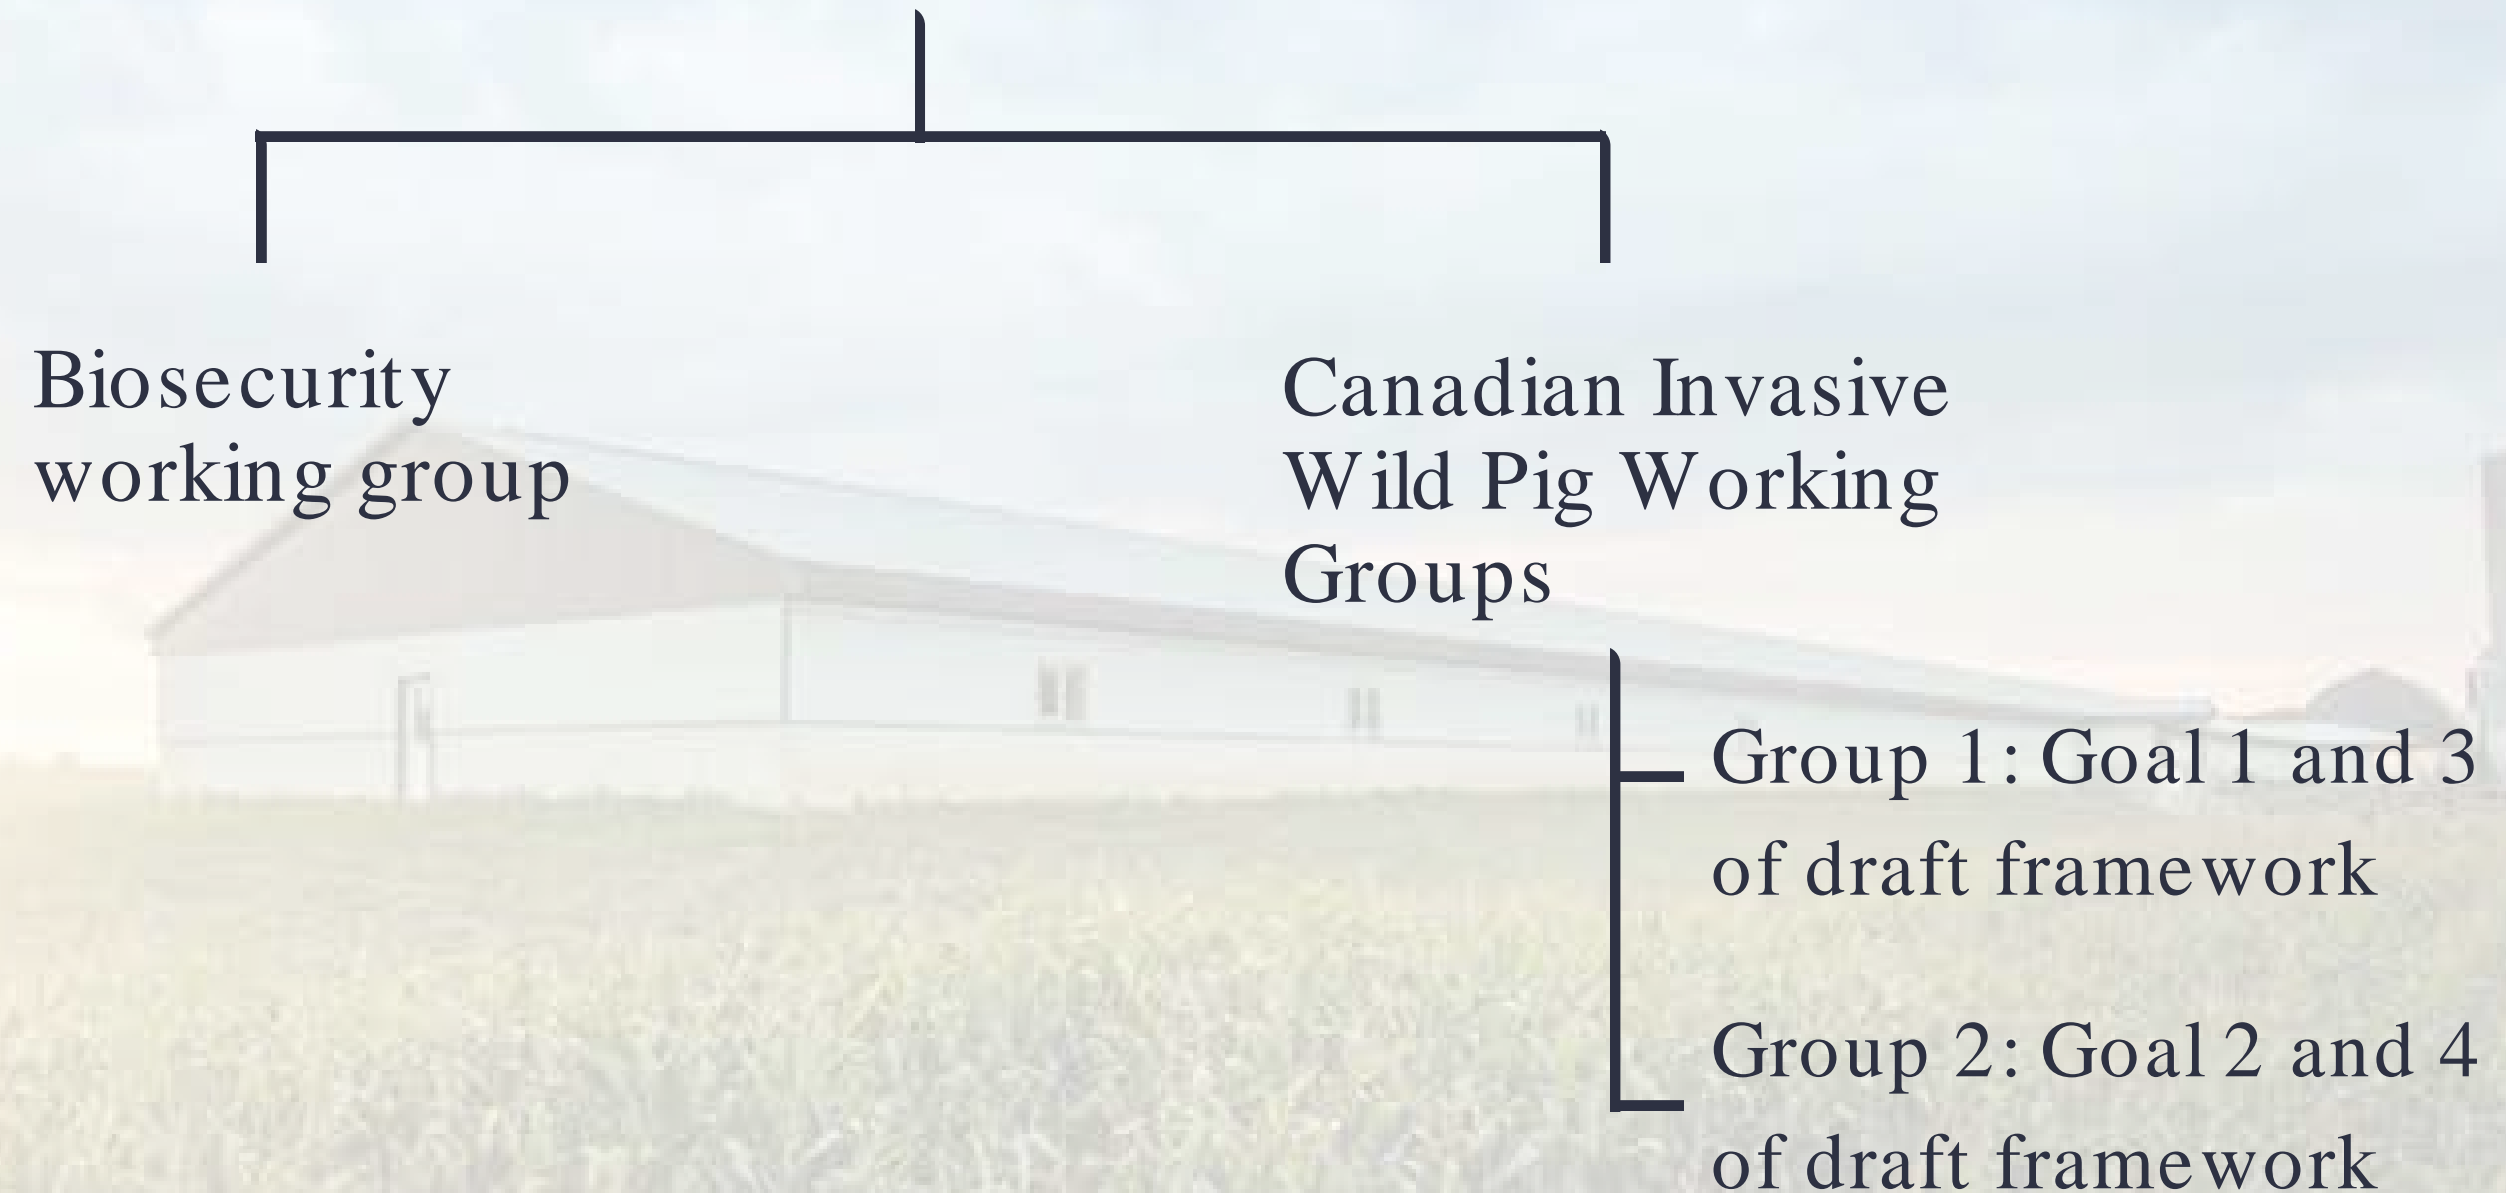 Biosecurity
working group
Canadian Invasive
Wild Pig Working
Groups
Group 1: Goal 1 and 3
of draft framework
Group 2: Goal 2 and 4
of draft framework